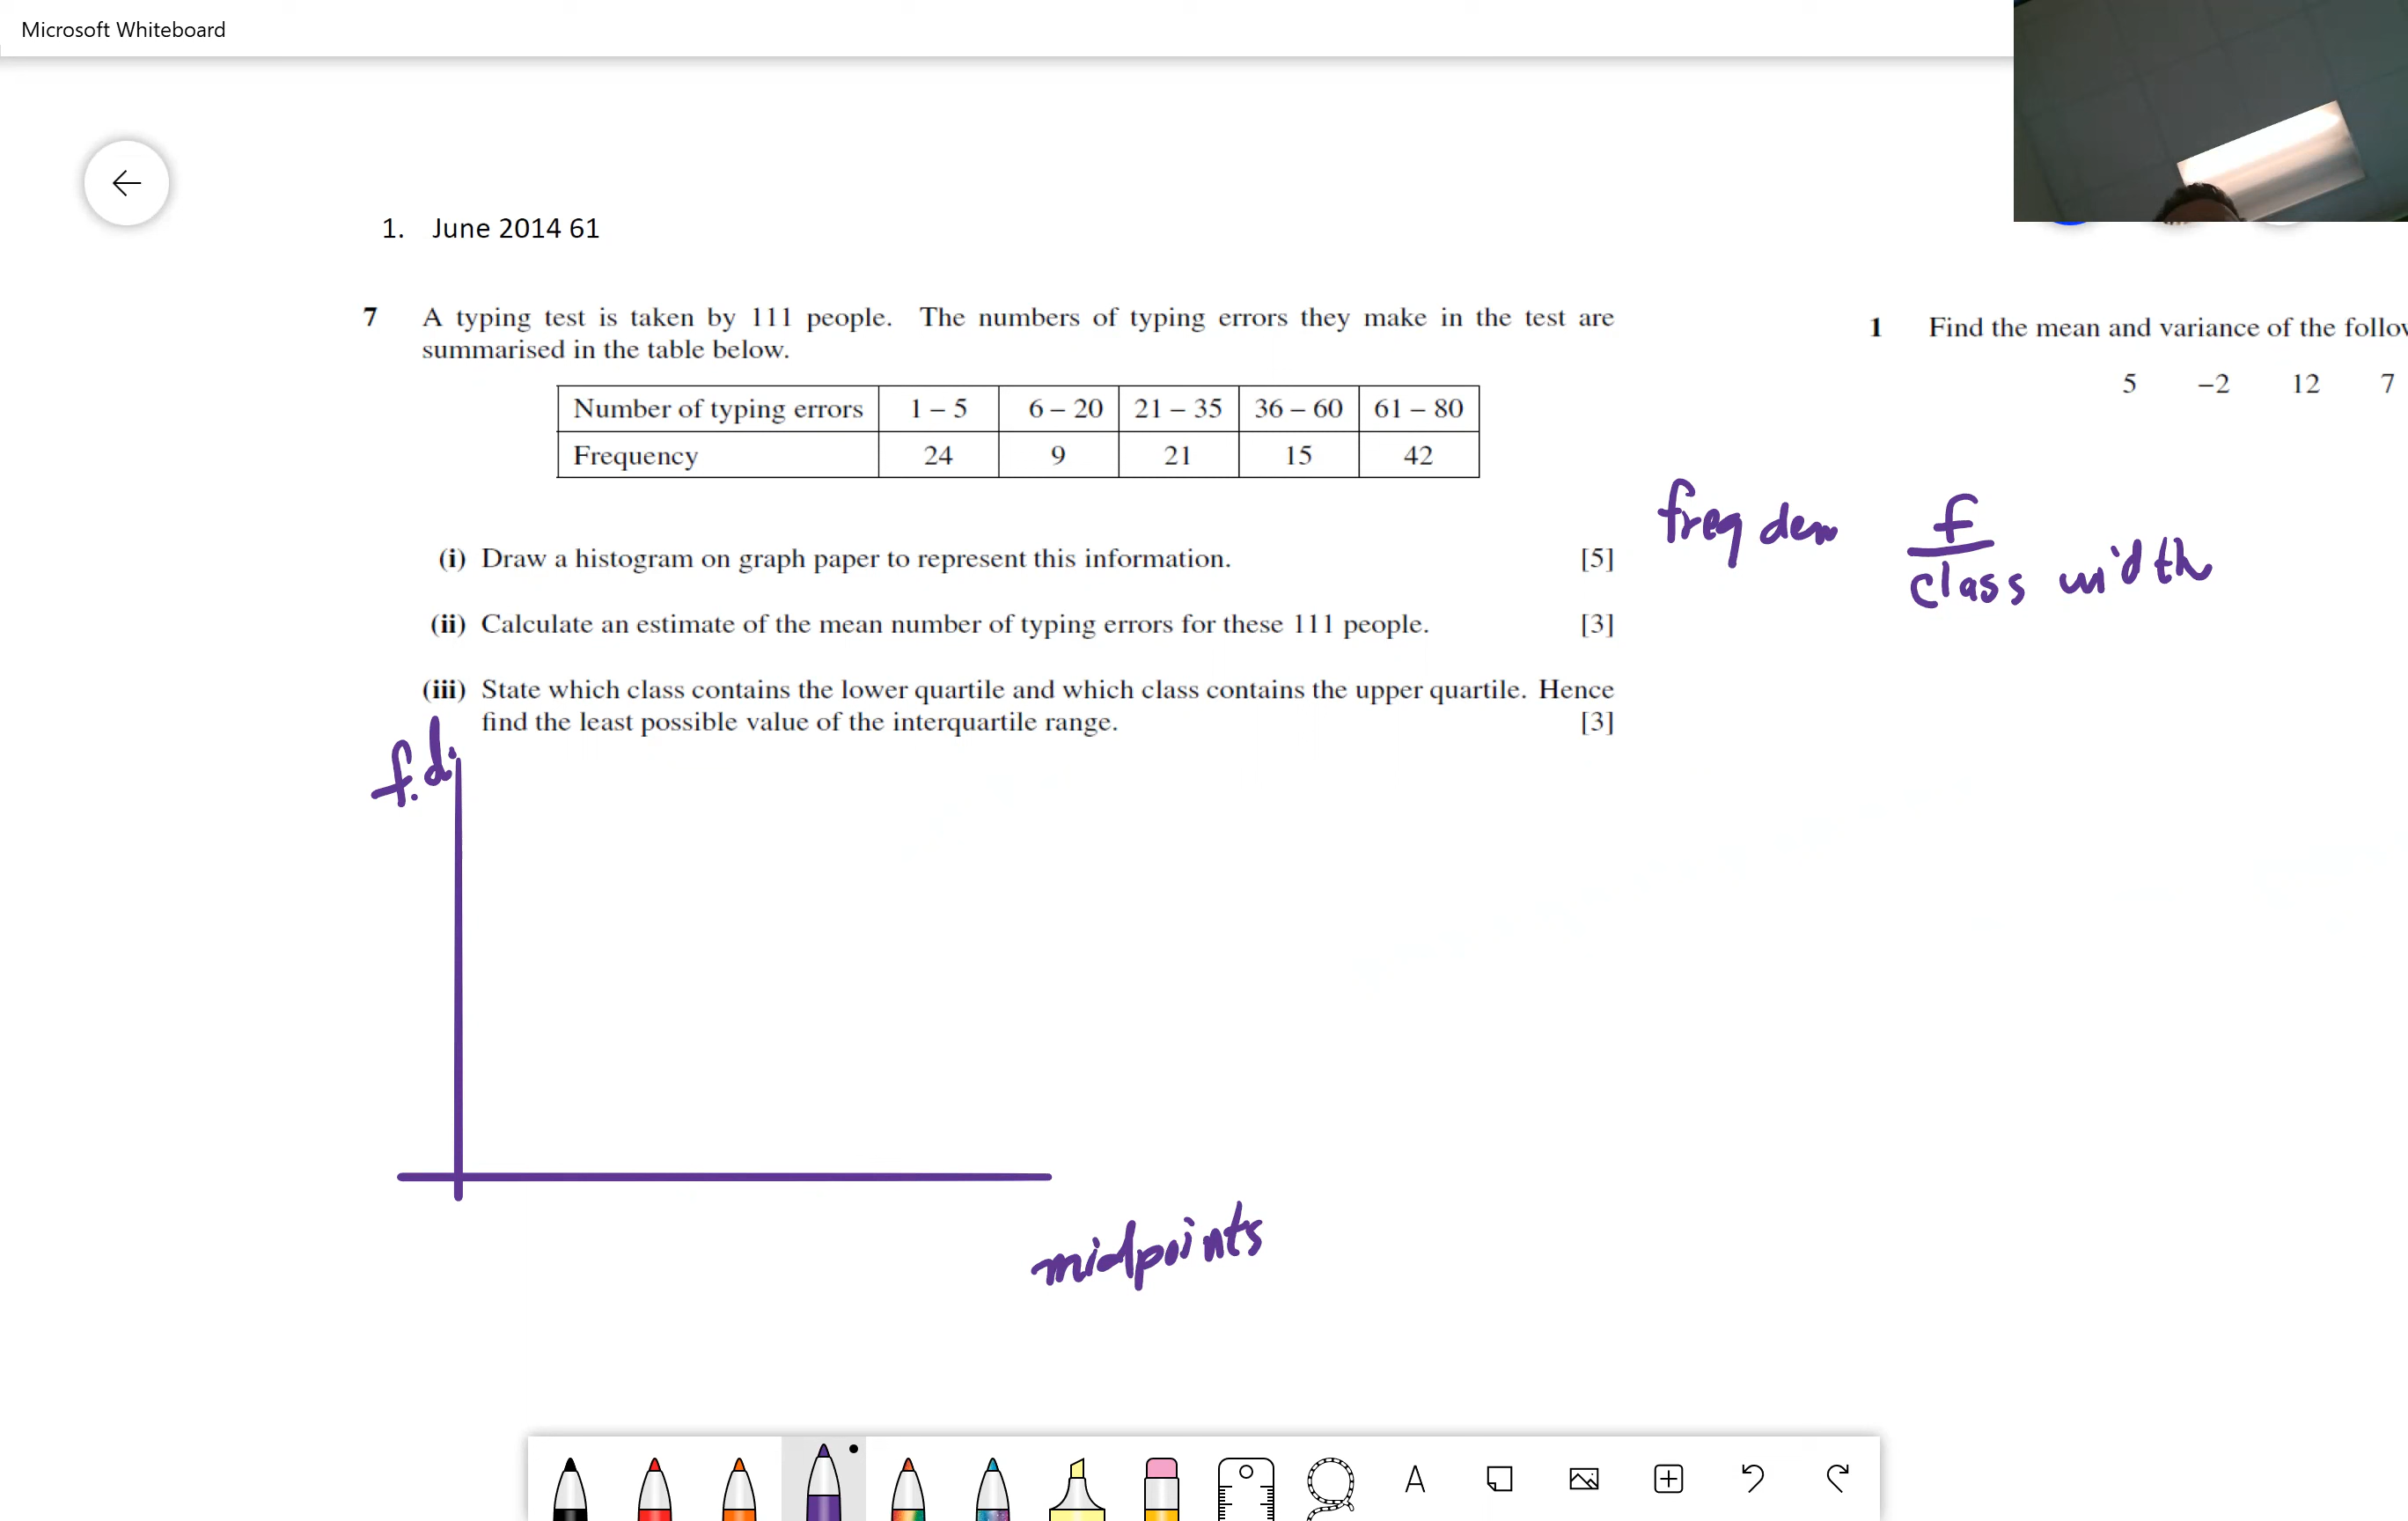 Microsoft Whiteboard
1. June 2014 61
7 A typing test is taken by 111 people. The numbers of typing errors they make in the test are
summarised in the table below.
Number of typing errors 1 – 5 6 – 20 21 – 35 36 – 60 61 – 80
Frequency 24 9 21 15 42
(i) Draw a histogram on graph paper to represent this information. [5]
(ii) Calculate an estimate of the mean number of typing errors for these 111 people. [3]
(iii) State which class contains the lower quartile and which class contains the upper quartile. Hence
find the least possible value of the interquartile range. [3]
f.d.
midpoints
freq den
f
class width
1 Find the mean and variance of the follow
5 –2 12 7
A